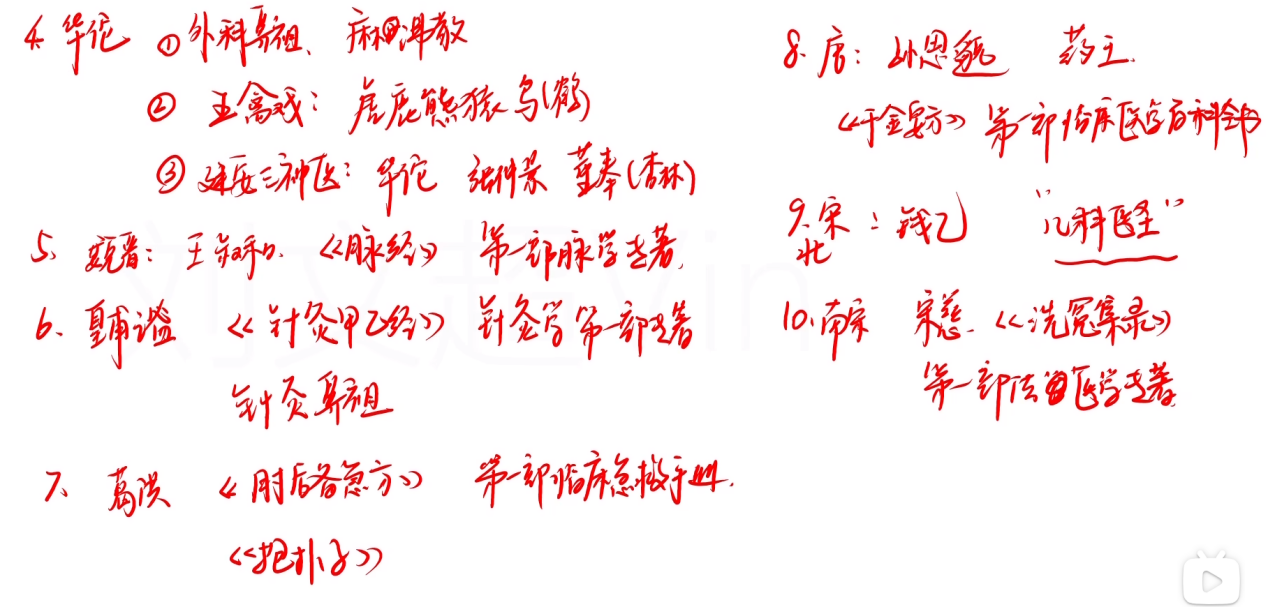 4. 华佗 ①外科鼻祖、麻沸散
② 五禽戏：虎鹿熊猿鸟(鹤)
③ 建安三神医：华佗 张仲景 董奉(杏林)
5、魏晋：王叔和. 《脉经》 第一部脉学专著.
6、皇甫谧 《针灸甲乙经》 针灸学第一部专著
针灸鼻祖
7、葛洪 《肘后备急方》 第一部临床急救手册.
《抱朴子》
8. 唐：孙思邈 药王.
《千金要方》 第一部临床医学百科全书
9. 北宋：钱乙 "儿科医圣"
10. 南宋 宋慈. 《洗冤集录》
第一部法医学专著